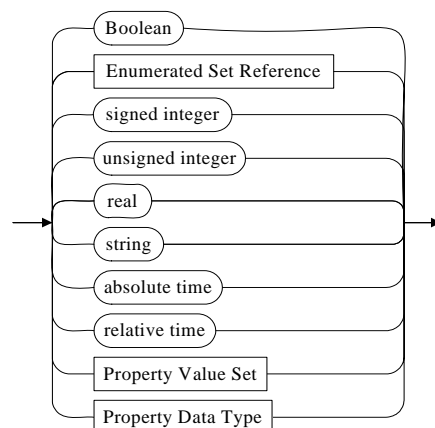 Boolean
Enumerated Set Reference
signed integer
unsigned integer
real
string
absolute time
relative time
Property Value Set
Property Data Type